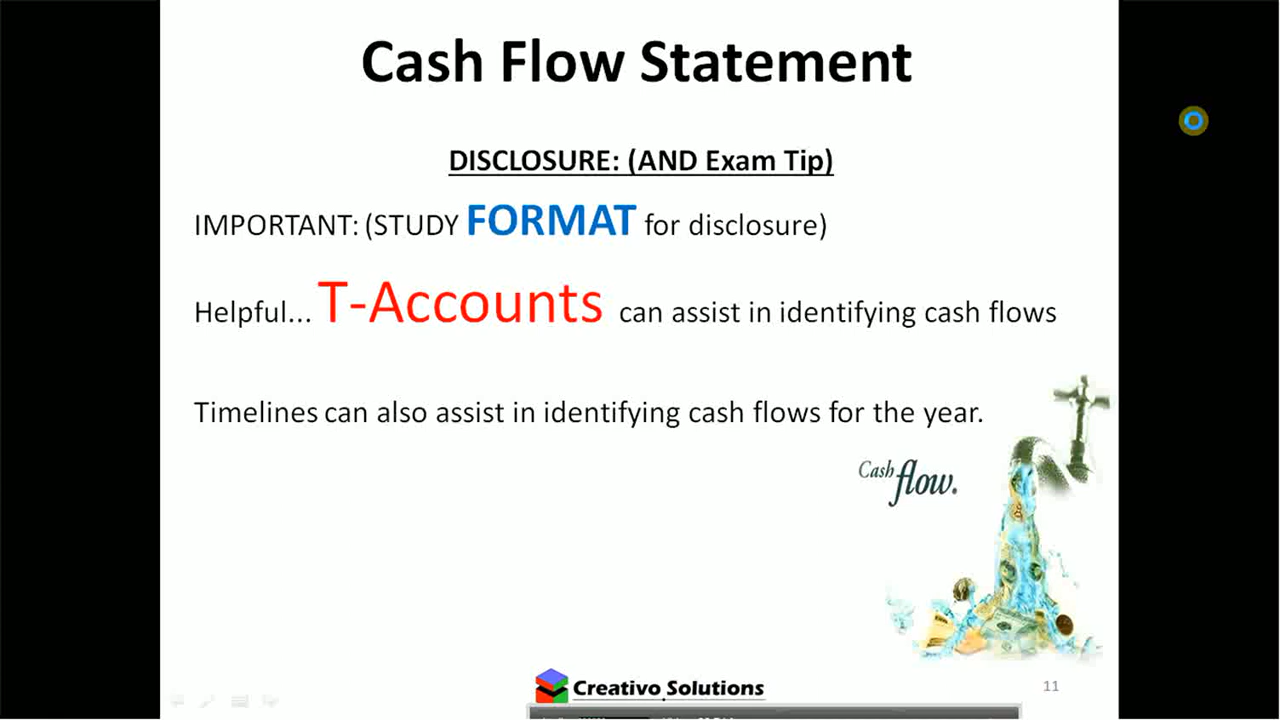 Cash Flow Statement
DISCLOSURE: (AND Exam Tip)
IMPORTANT: (STUDY FORMAT for disclosure)
Helpful... T-Accounts can assist in identifying cash flows
Timelines can also assist in identifying cash flows for the year.
Cash flow.
Creativo Solutions
11